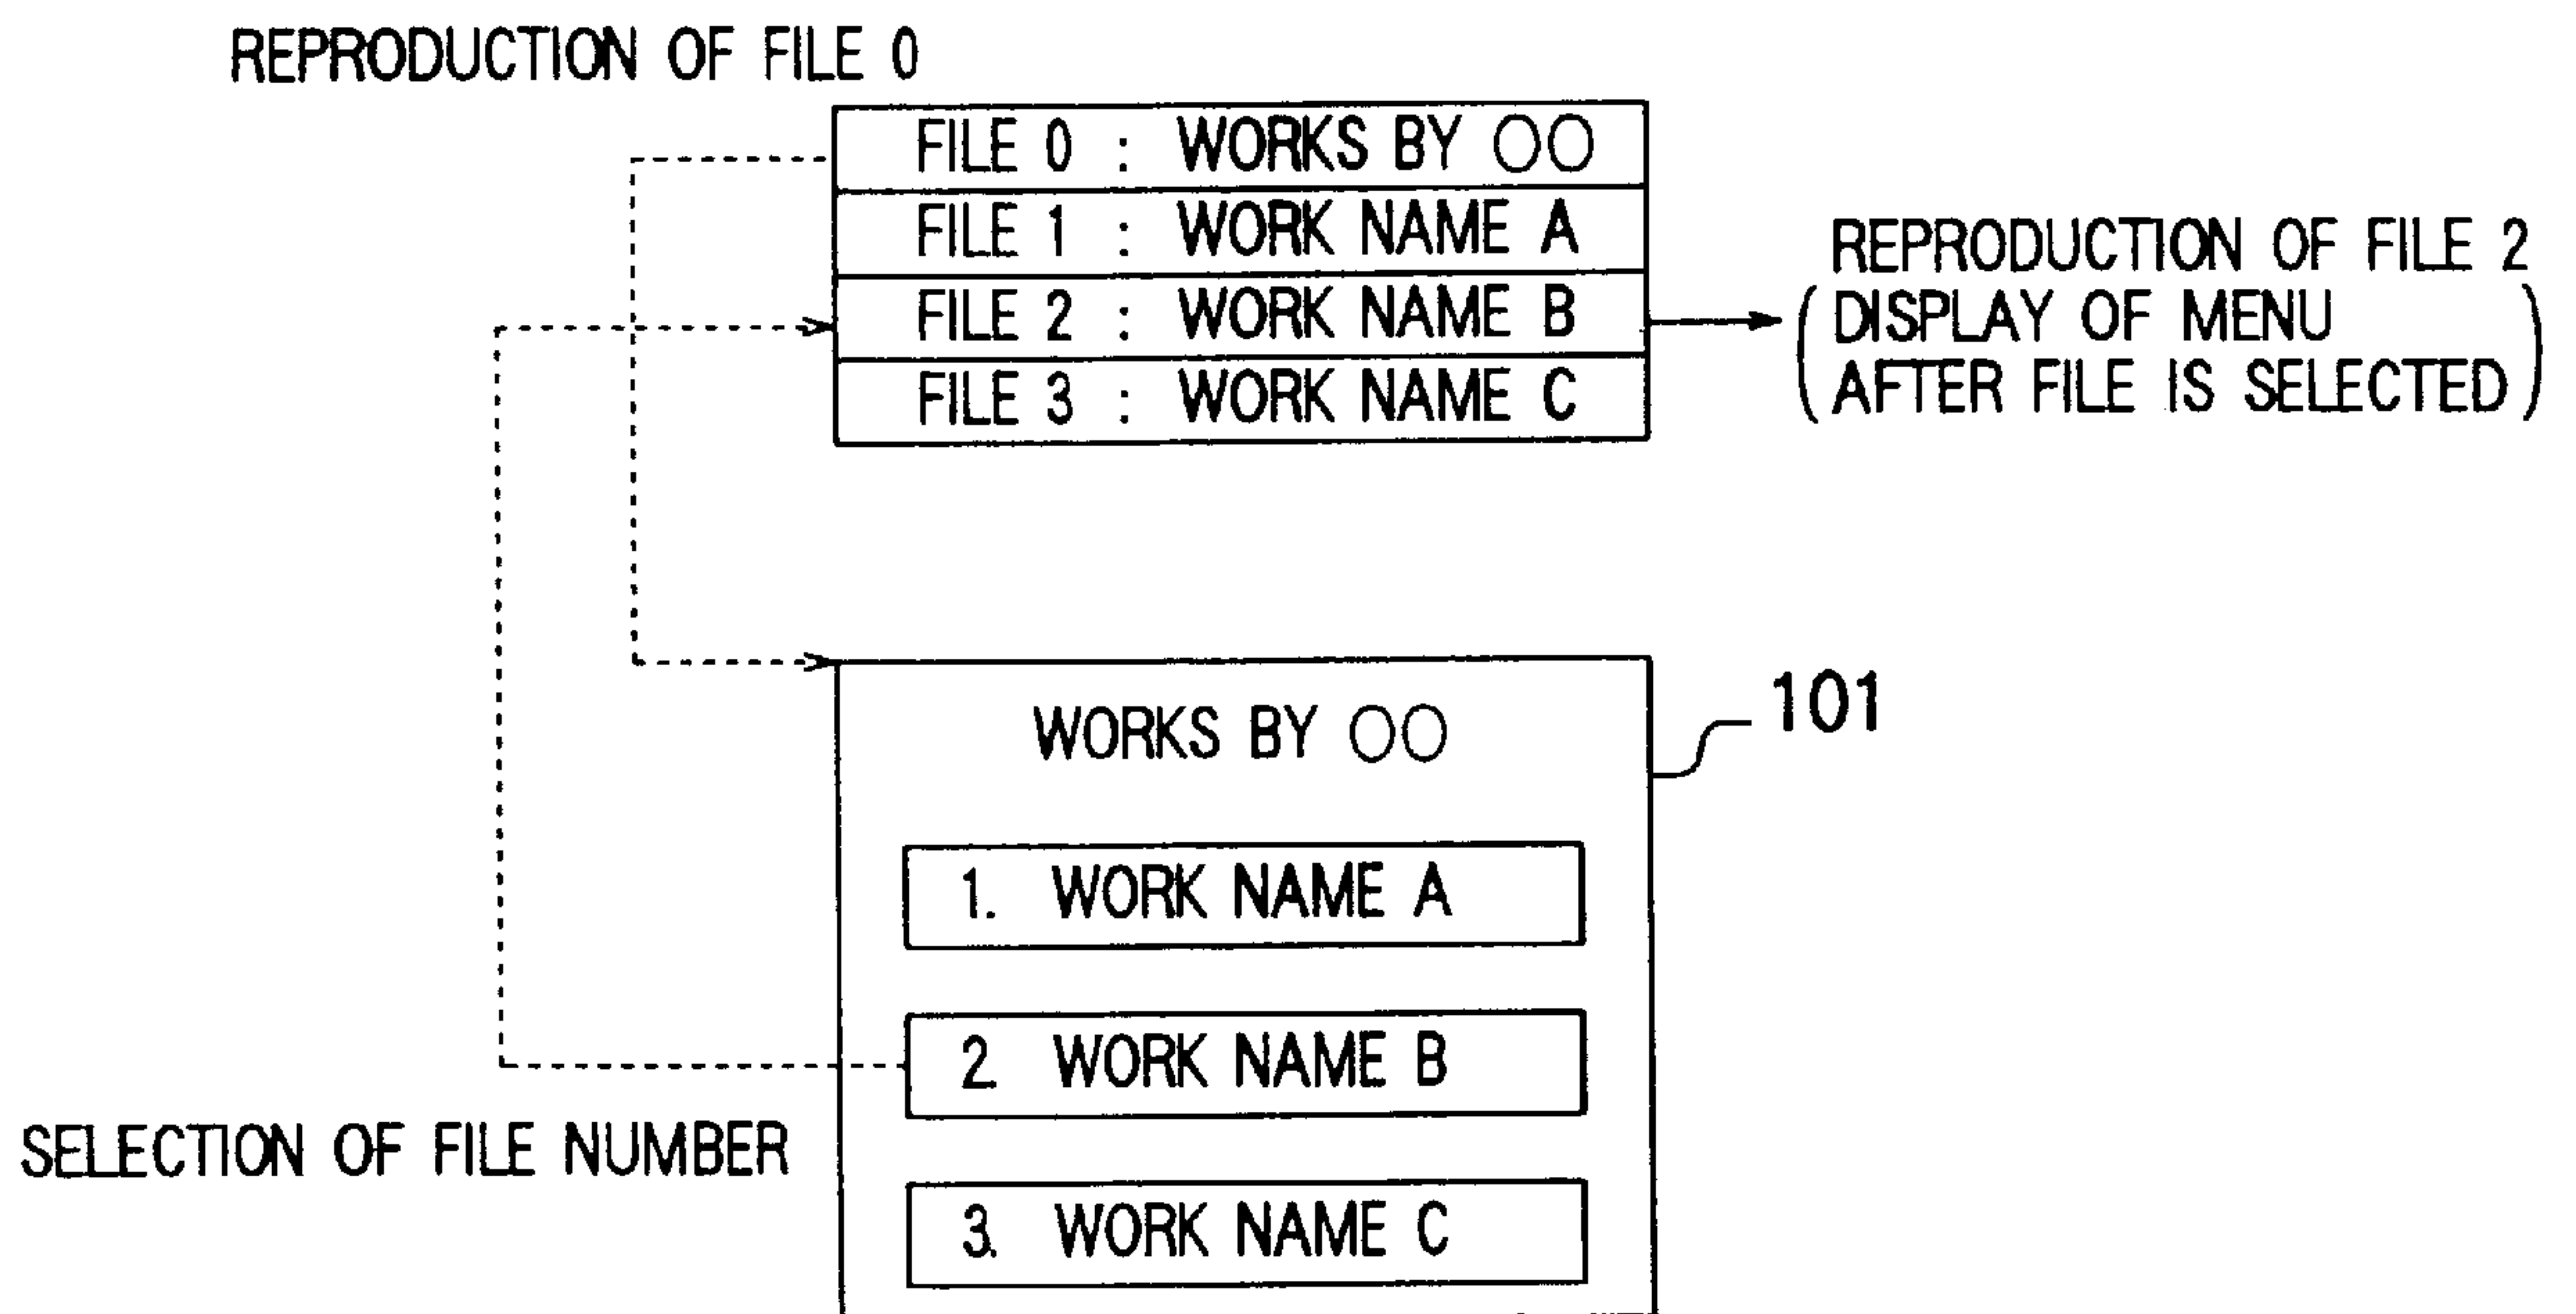 REPRODUCTION OF FILE 0
FILE 0 : WORKS BY ○○
FILE 1 : WORK NAME A
FILE 2 : WORK NAME B
FILE 3 : WORK NAME C
REPRODUCTION OF FILE 2
(DISPLAY OF MENU
AFTER FILE IS SELECTED)
WORKS BY ○○
101
1. WORK NAME A
2. WORK NAME B
3. WORK NAME C
SELECTION OF FILE NUMBER